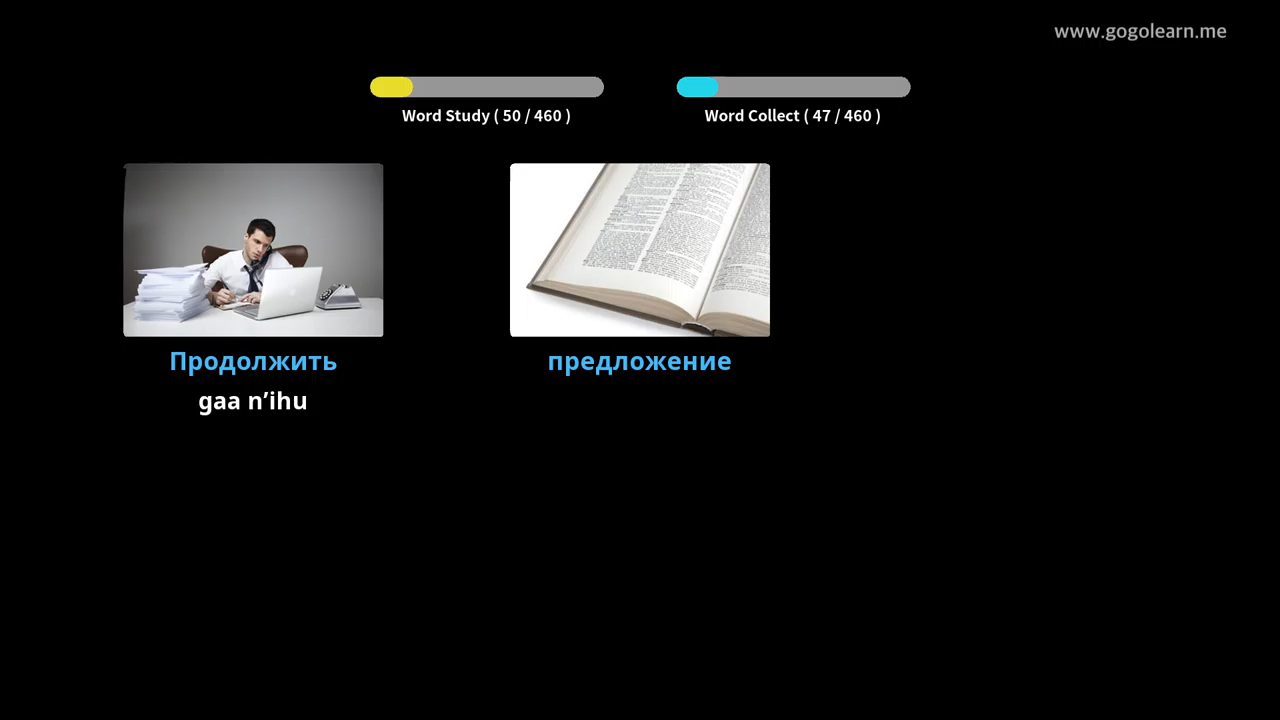 www.gogolearn.me
Word Study ( 50 / 460 )
Word Collect ( 47 / 460 )
Продолжить
gaa n’ihu
предложение